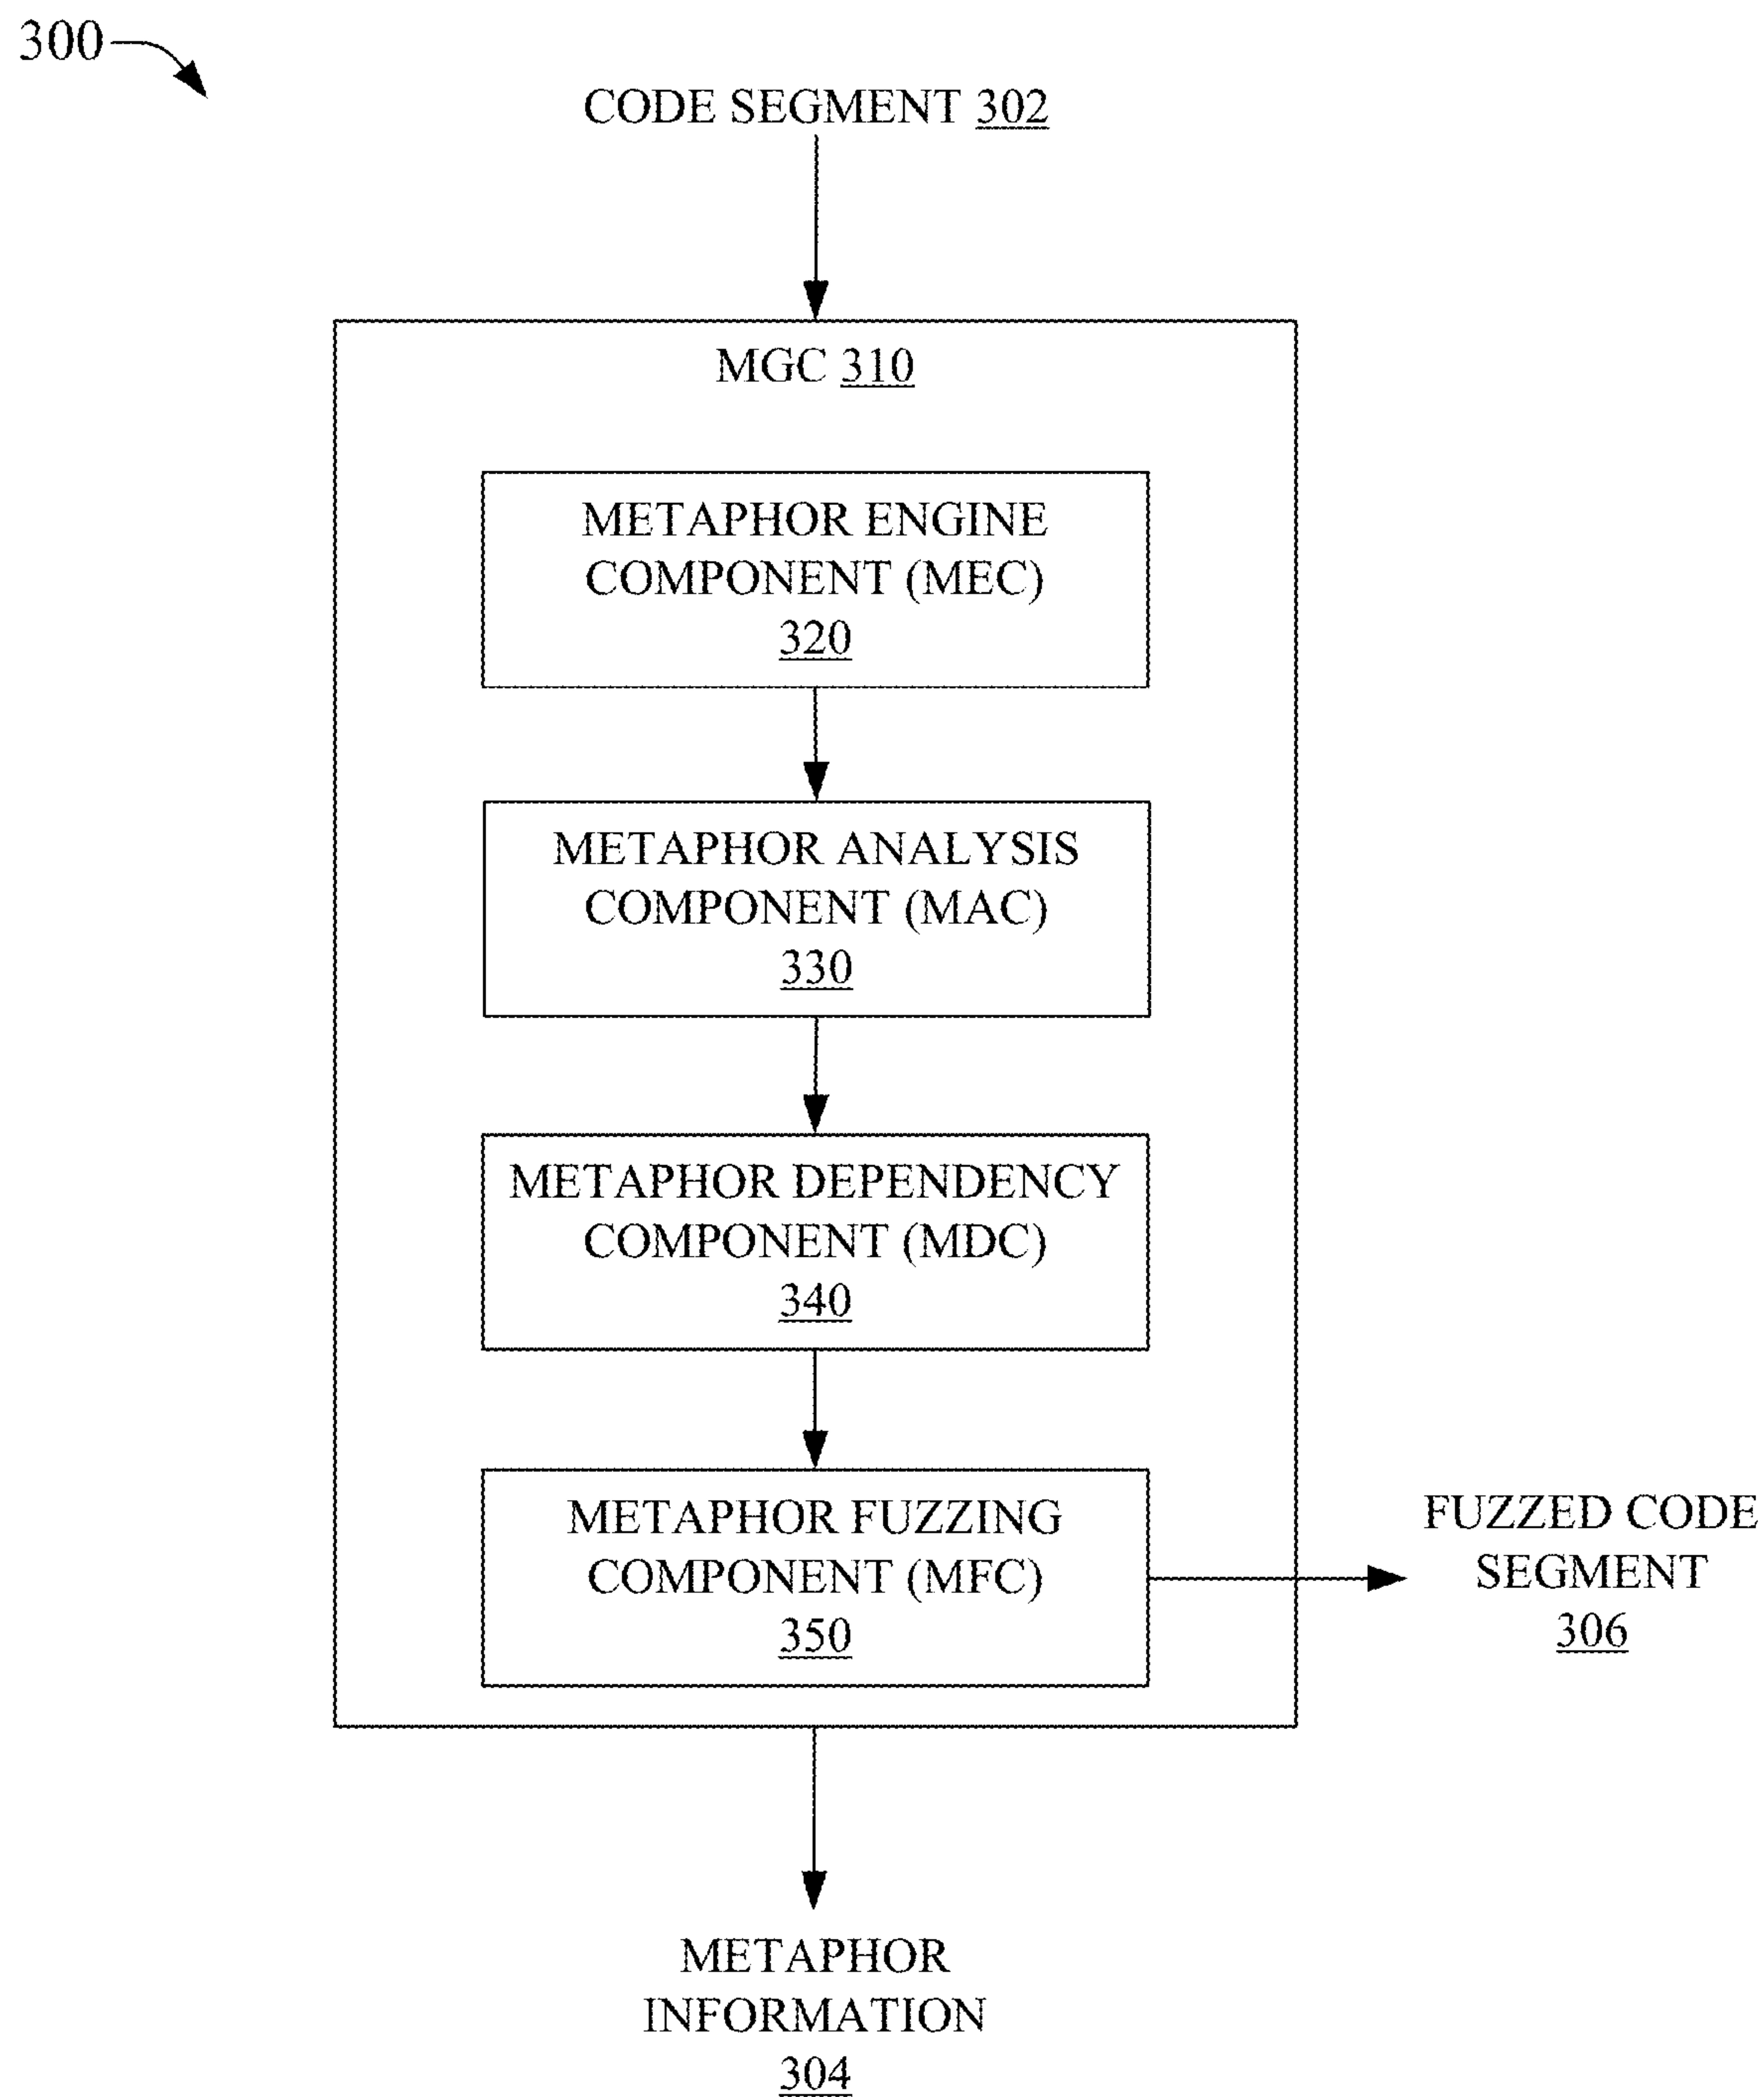 300
CODE SEGMENT 302
MGC 310
METAPHOR ENGINE
COMPONENT (MEC)
320
METAPHOR ANALYSIS
COMPONENT (MAC)
330
METAPHOR DEPENDENCY
COMPONENT (MDC)
340
METAPHOR FUZZING
COMPONENT (MFC)
350
FUZZED CODE
SEGMENT
306
METAPHOR
INFORMATION
304